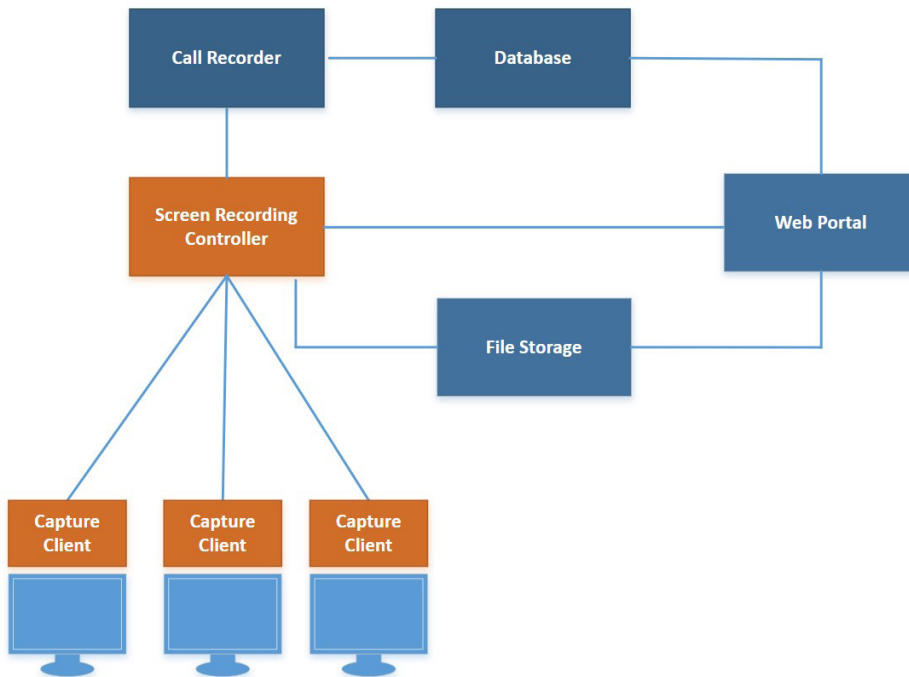 Call Recorder
Database
Screen Recording
Controller
Web Portal
File Storage
Capture
Client
Capture
Client
Capture
Client